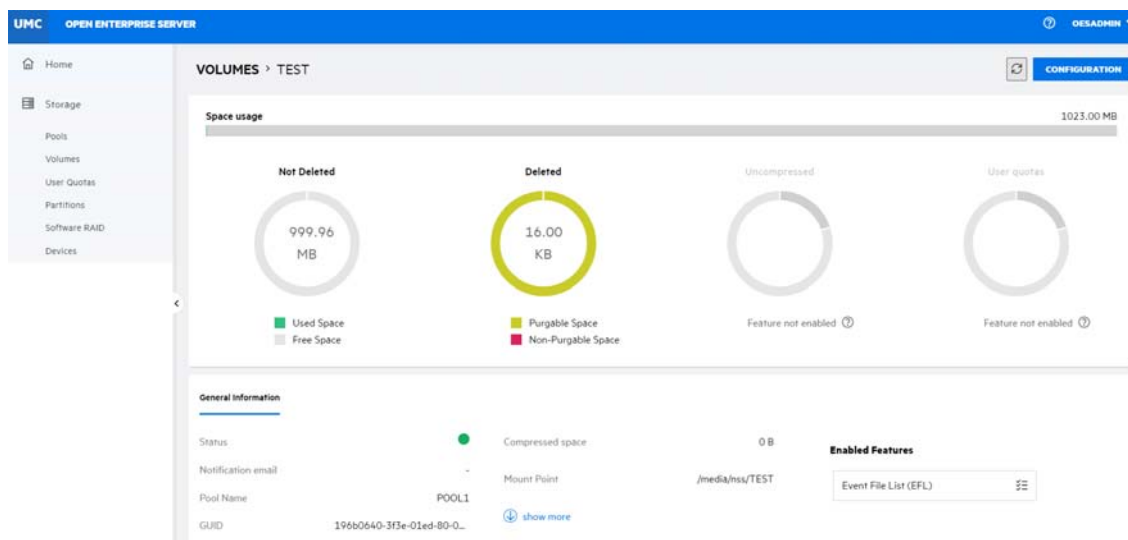 UMC OPEN ENTERPRISE SERVER OESADMIN
Home
Storage
Pools
Volumes
User Quotas
Partitions
Software RAID
Devices
VOLUMES > TEST
CONFIGURATION
Space usage 1023.00 MB
Not Deleted
999.96
MB
Used Space
Free Space
Deleted
16.00
KB
Purgable Space
Non-Purgable Space
Uncompressed
Feature not enabled
User quotas
Feature not enabled
General Information
Status
Notification email -
Pool Name POOL1
GUID 196b0640-3f3e-01ed-80-0...
Compressed space 0 B
Mount Point /media/nss/TEST
show more
Enabled Features
Event File List (EFL)